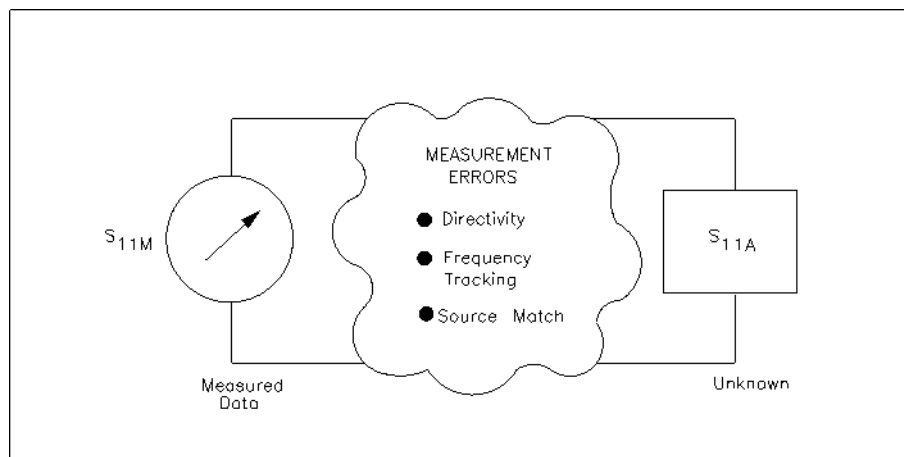 MEASUREMENT
ERRORS
● Directivity
● Frequency
Tracking
● Source Match
S11M
S11A
Measured
Data
Unknown